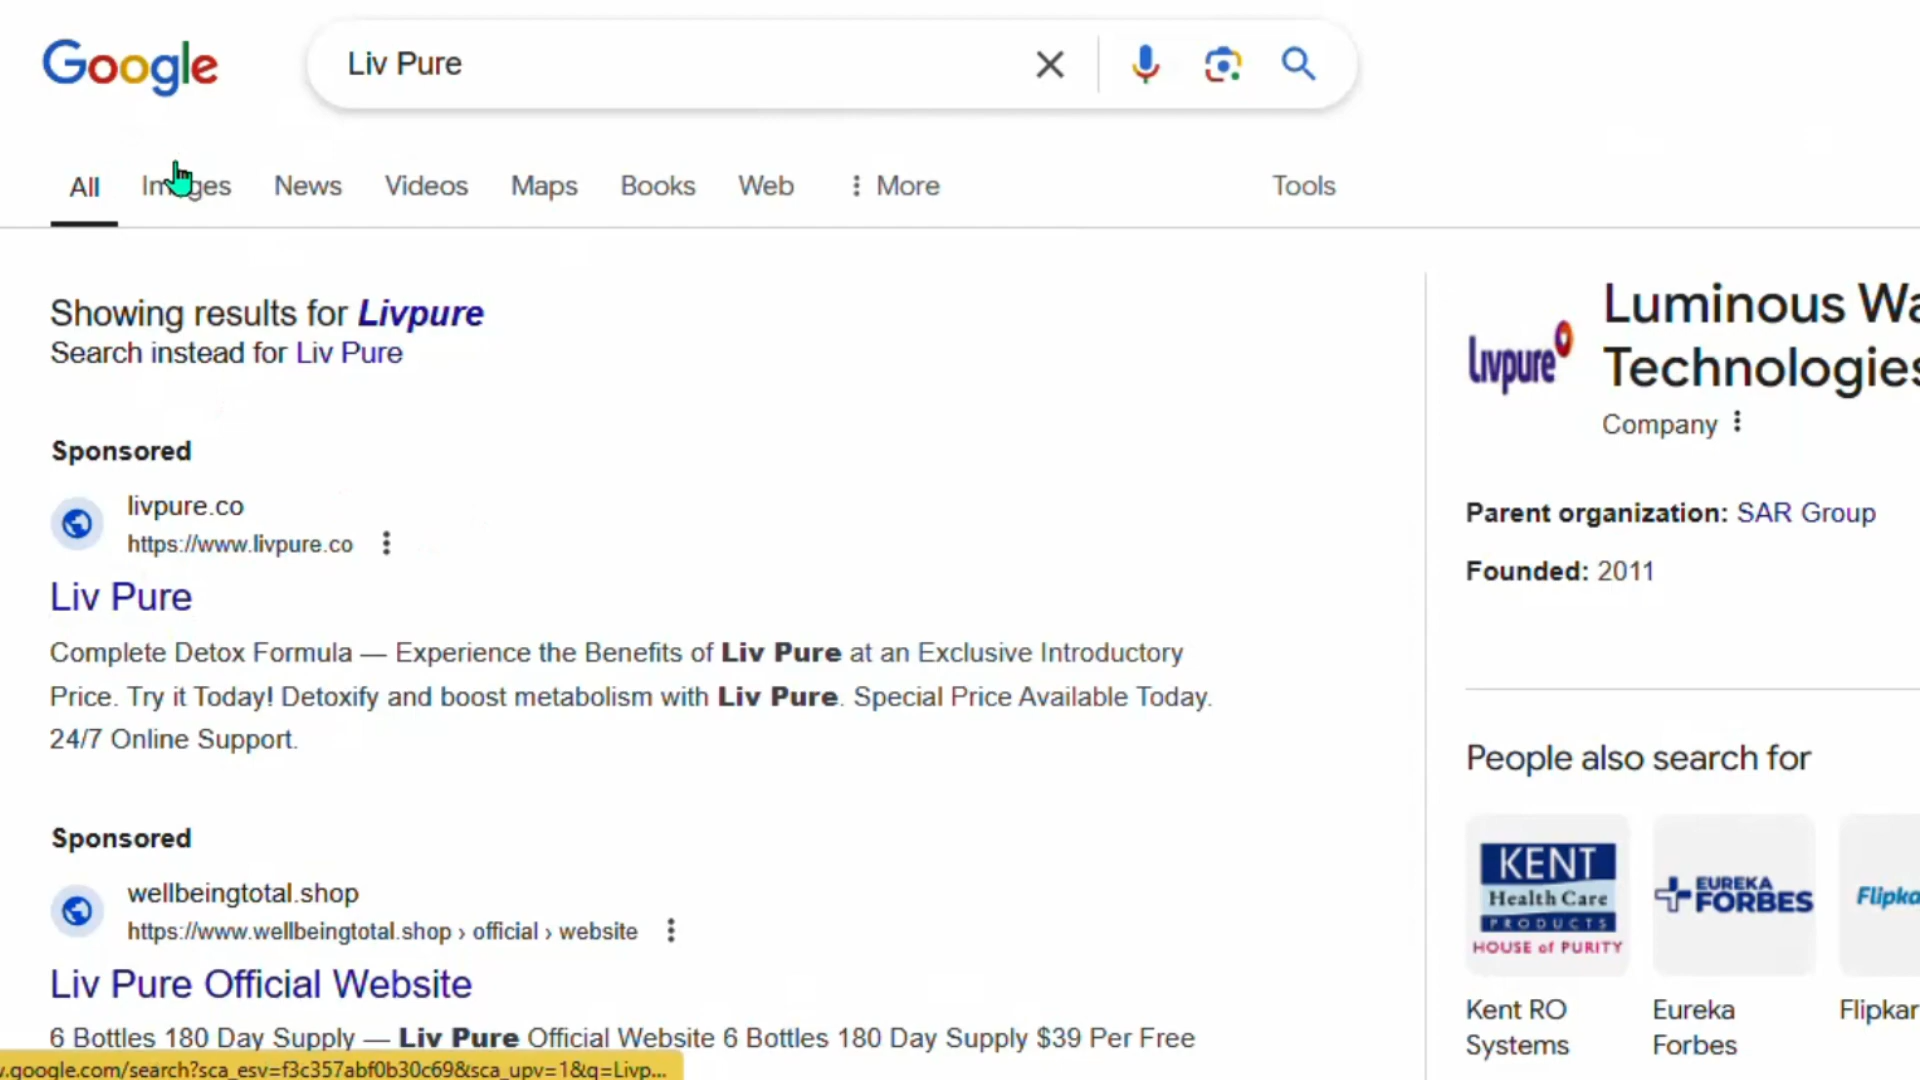 Google
Liv Pure
All Images News Videos Maps Books Web More Tools
Showing results for Livpure
Search instead for Liv Pure
Sponsored
livpure.co
https://www.livpure.co
Liv Pure
Complete Detox Formula — Experience the Benefits of Liv Pure at an Exclusive Introductory
Price. Try it Today! Detoxify and boost metabolism with Liv Pure. Special Price Available Today.
24/7 Online Support.
Sponsored
wellbeingtotal.shop
https://www.wellbeingtotal.shop › official › website
Liv Pure Official Website
6 Bottles 180 Day Supply — Liv Pure Official Website 6 Bottles 180 Day Supply $39 Per Free
w.google.com/search?sca_esv=f3c357abf0b30c69&sca_upv=1&q=Livp...
Livpure
Luminous Wa
Technologies
Company
Parent organization: SAR Group
Founded: 2011
People also search for
KENT
Health Care
PRODUCTS
HOUSE of PURITY
EUREKA
FORBES
Flipka
Kent RO
Systems
Eureka
Forbes
Flipkar